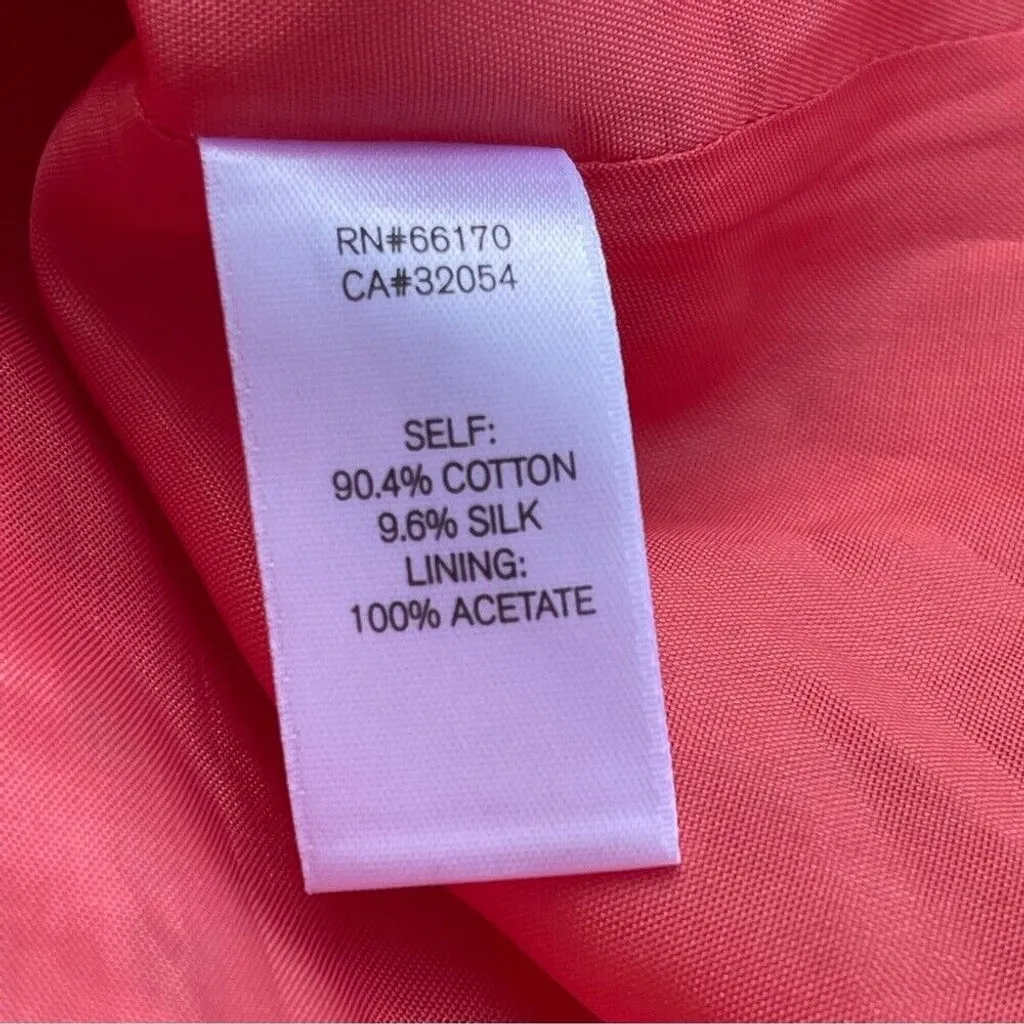 RN#66170
CA#32054
SELF:
90.4% COTTON
9.6% SILK
LINING:
100% ACETATE